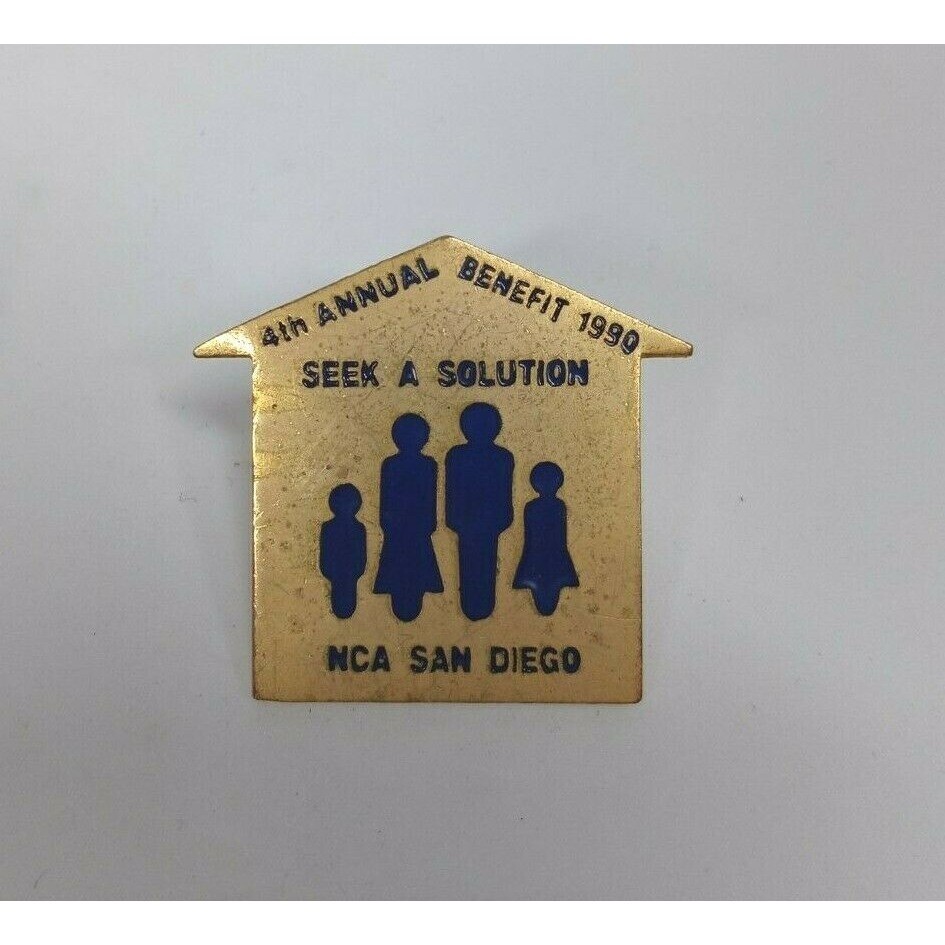 4th ANNUAL BENEFIT 1990
SEEK A SOLUTION
NCA SAN DIEGO